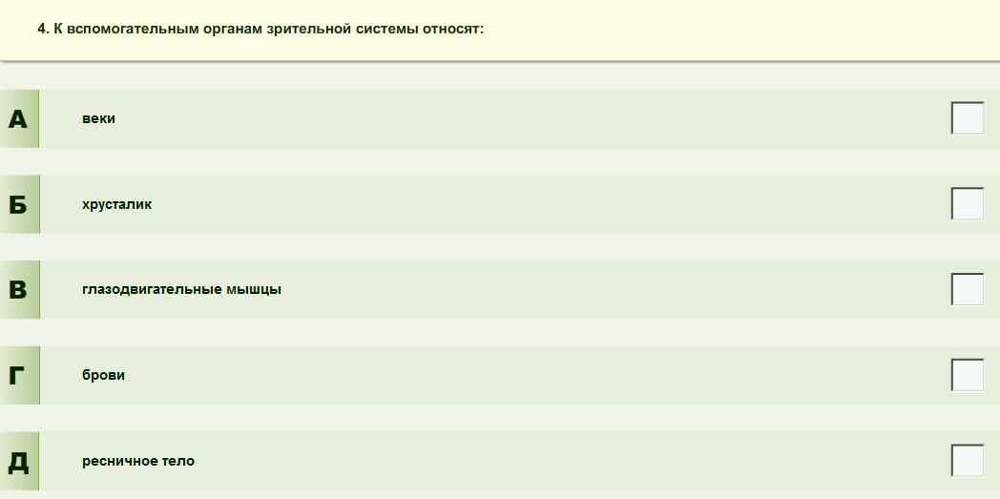 4. К вспомогательным органам зрительной системы относят:
А
веки
Б
хрусталик
В
глазодвигательные мышцы
Г
брови
Д
ресничное тело